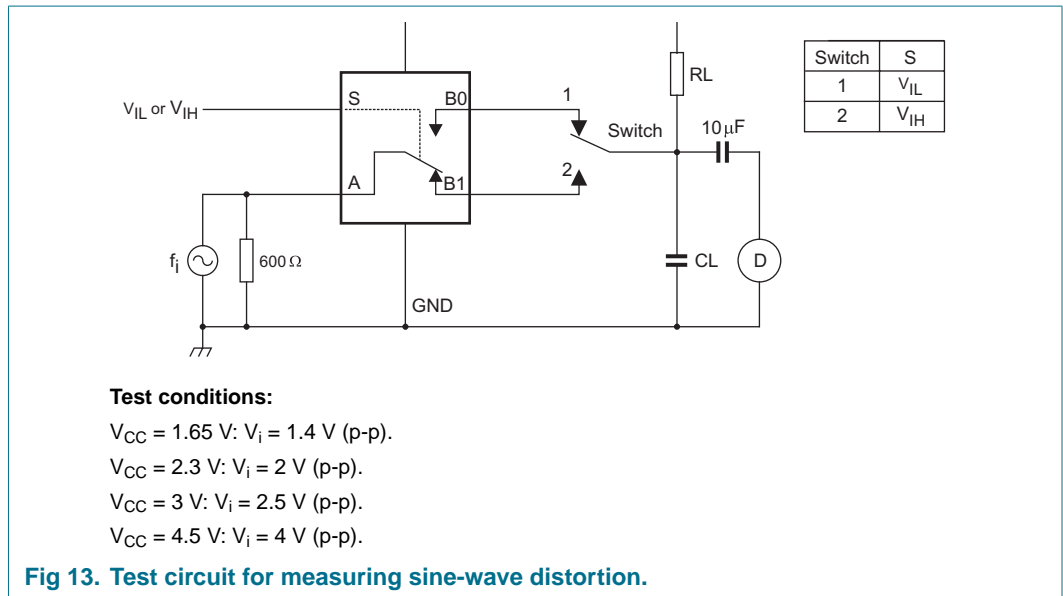 Switch S
1 VIL
2 VIH
RL
S B0 1
VIL or VIH
Switch 10 μF
2
A B1
fi 600 Ω CL D
GND
Test conditions:
VCC = 1.65 V: Vi = 1.4 V (p-p).
VCC = 2.3 V: Vi = 2 V (p-p).
VCC = 3 V: Vi = 2.5 V (p-p).
VCC = 4.5 V: Vi = 4 V (p-p).
Fig 13. Test circuit for measuring sine-wave distortion.